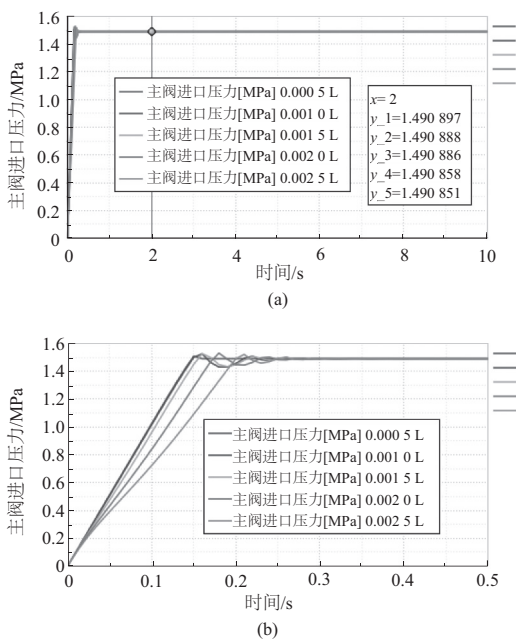 1.6
1.4
1.2
1.0
0.8
0.6
0.4
0.2
0
主阀进口压力/MPa
主阀进口压力[MPa] 0.000 5 L
主阀进口压力[MPa] 0.001 0 L
主阀进口压力[MPa] 0.001 5 L
主阀进口压力[MPa] 0.002 0 L
主阀进口压力[MPa] 0.002 5 L
x= 2
y_1=1.490 897
y_2=1.490 888
y_3=1.490 886
y_4=1.490 858
y_5=1.490 851
0 2 4 6 8 10
时间/s
(a)
1.6
1.4
1.2
1.0
0.8
0.6
0.4
0.2
0
主阀进口压力/MPa
主阀进口压力[MPa] 0.000 5 L
主阀进口压力[MPa] 0.001 0 L
主阀进口压力[MPa] 0.001 5 L
主阀进口压力[MPa] 0.002 0 L
主阀进口压力[MPa] 0.002 5 L
0 0.1 0.2 0.3 0.4 0.5
时间/s
(b)